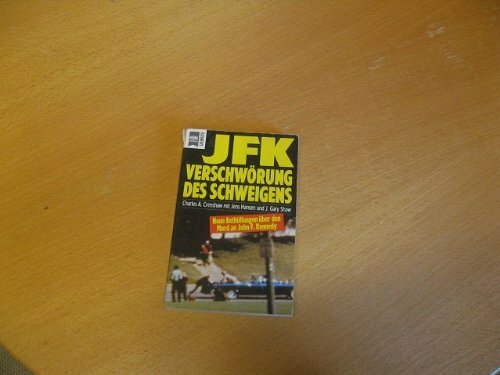 JFK
VERSCHWÖRUNG
DES SCHWEIGENS
Charles A. Crenshaw mit Jens Hansen und J. Gary Shaw
Neue Enthüllungen über den
Mord an John F. Kennedy